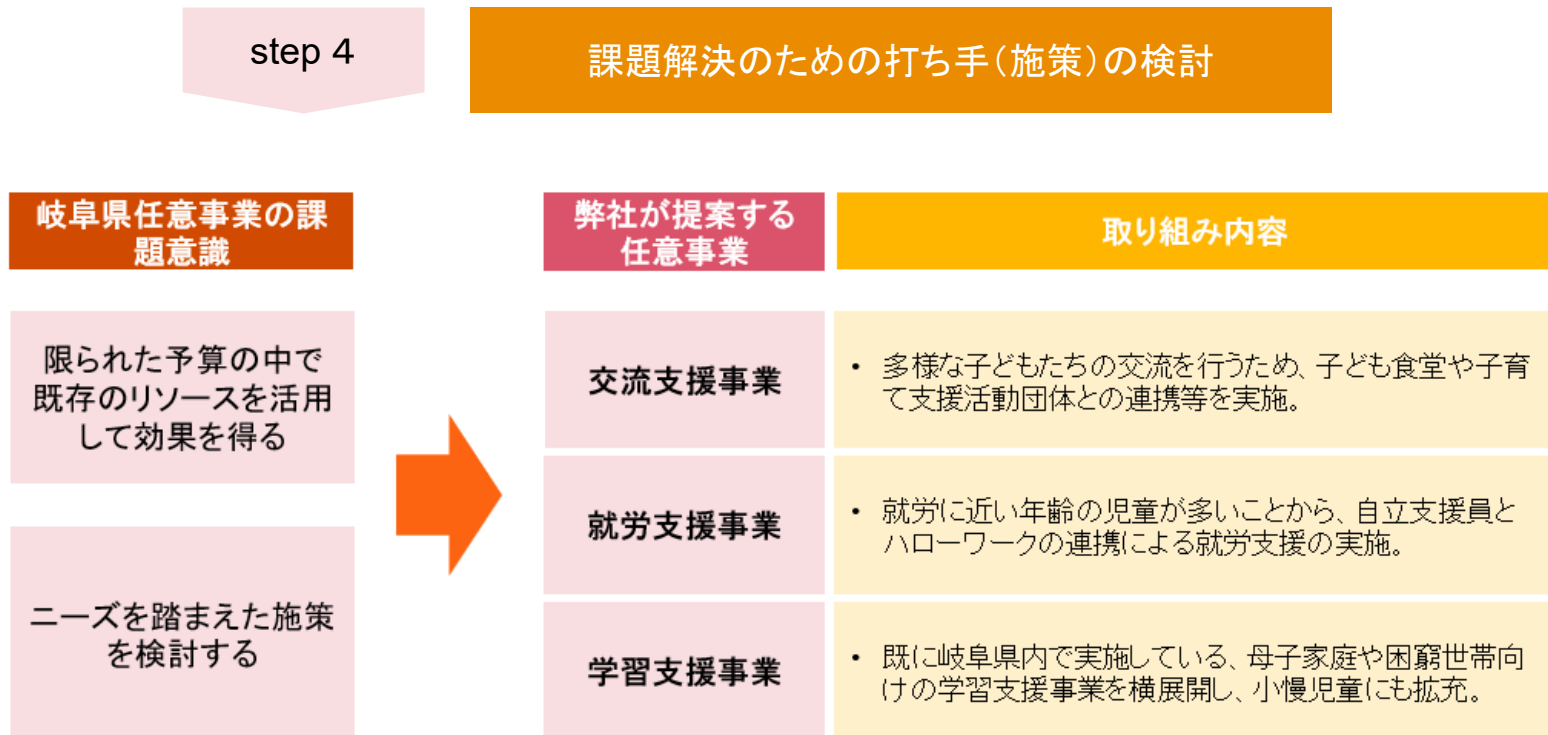 step 4
課題解決のための打ち手(施策)の検討
岐阜県任意事業の課
題意識
弊社が提案する
任意事業
取り組み内容
限られた予算の中で
既存のリソースを活用
して効果を得る
ニーズを踏まえた施策
を検討する
交流支援事業
• 多様な子どもたちの交流を行うため、子ども食堂や子育
て支援活動団体との連携等を実施。
就労支援事業
• 就労に近い年齢の児童が多いことから、自立支援員と
ハローワークの連携による就労支援の実施。
学習支援事業
• 既に岐阜県内で実施している、母子家庭や困窮世帯向
けの学習支援事業を横展開し、小慢児童にも拡充。